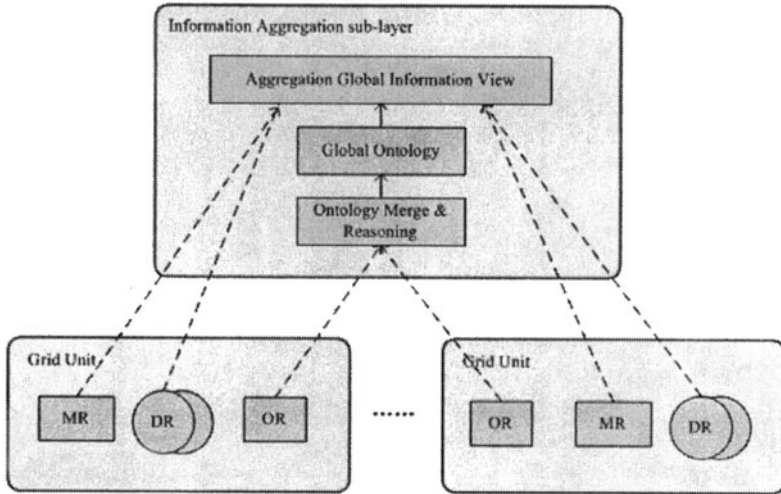 Information Aggregation sub-layer
Aggregation Global Information View
Global Ontology
Ontology Merge &
Reasoning
Grid Unit
MR
DR
OR
......
Grid Unit
OR
MR
DR